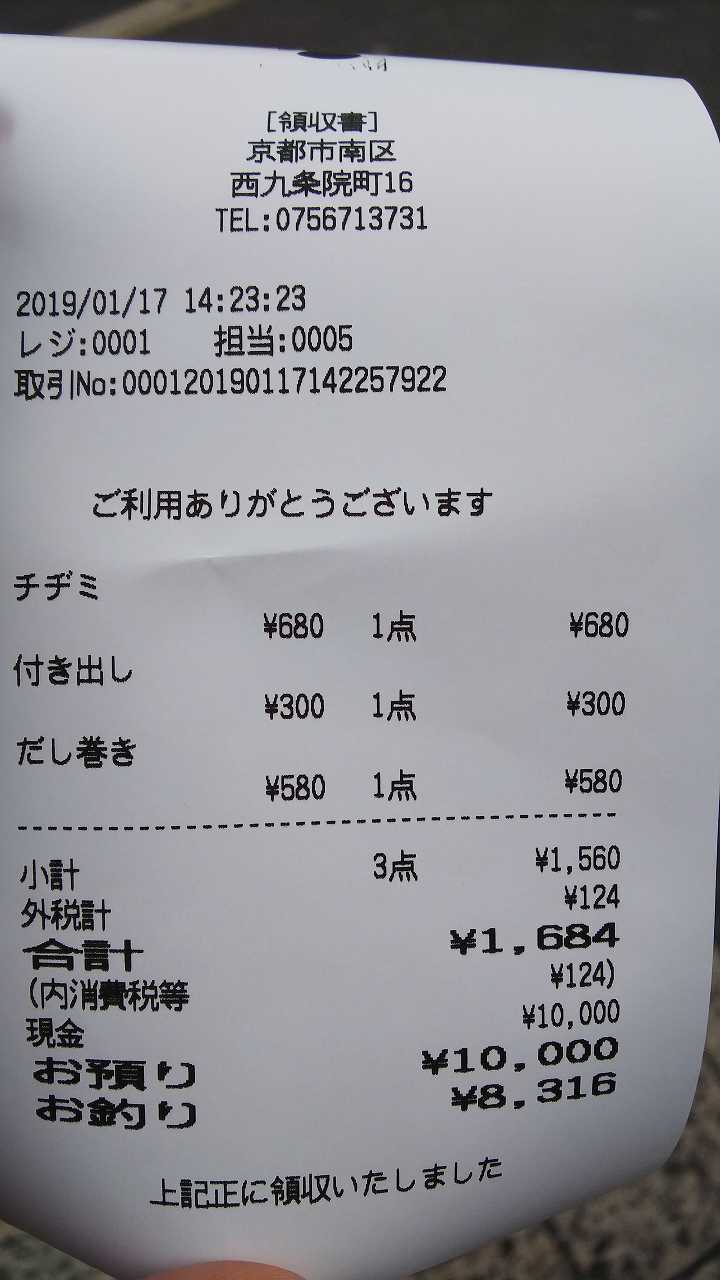 [領収書]
京都市南区
西九条院町16
TEL:0756713731
2019/01/17 14:23:23
レジ:0001 担当:0005
取引No:000120190117142257922
ご利用ありがとうございます
チヂミ
¥680 1点 ¥680
付き出し
¥300 1点 ¥300
だし巻き
¥580 1点 ¥580
小計 3点 ¥1,560
外税計 ¥124
合計 ¥1,684
(内消費税等 ¥124)
現金 ¥10,000
お預り ¥10,000
お釣り ¥8,316
上記正に領収いたしました